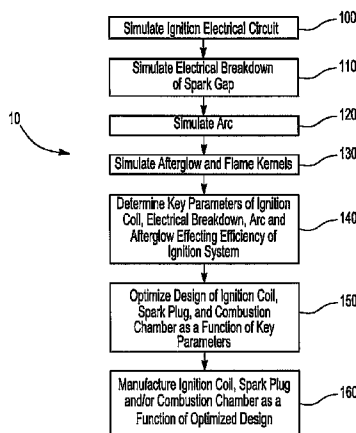 Simulate Ignition Electrical Circuit
100
Simulate Electrical Breakdown
of Spark Gap
110
10
Simulate Arc
120
Simulate Afterglow and Flame Kernels
130
Determine Key Parameters of Ignition
Coil, Electrical Breakdown, Arc and
Afterglow Effecting Efficiency of
Ignition System
140
Optimize Design of Ignition Coil,
Spark Plug, and Combustion
Chamber as a Function of Key
Parameters
150
Manufacture Ignition Coil, Spark Plug
and/or Combustion Chamber as a
Function of Optimized Design
160